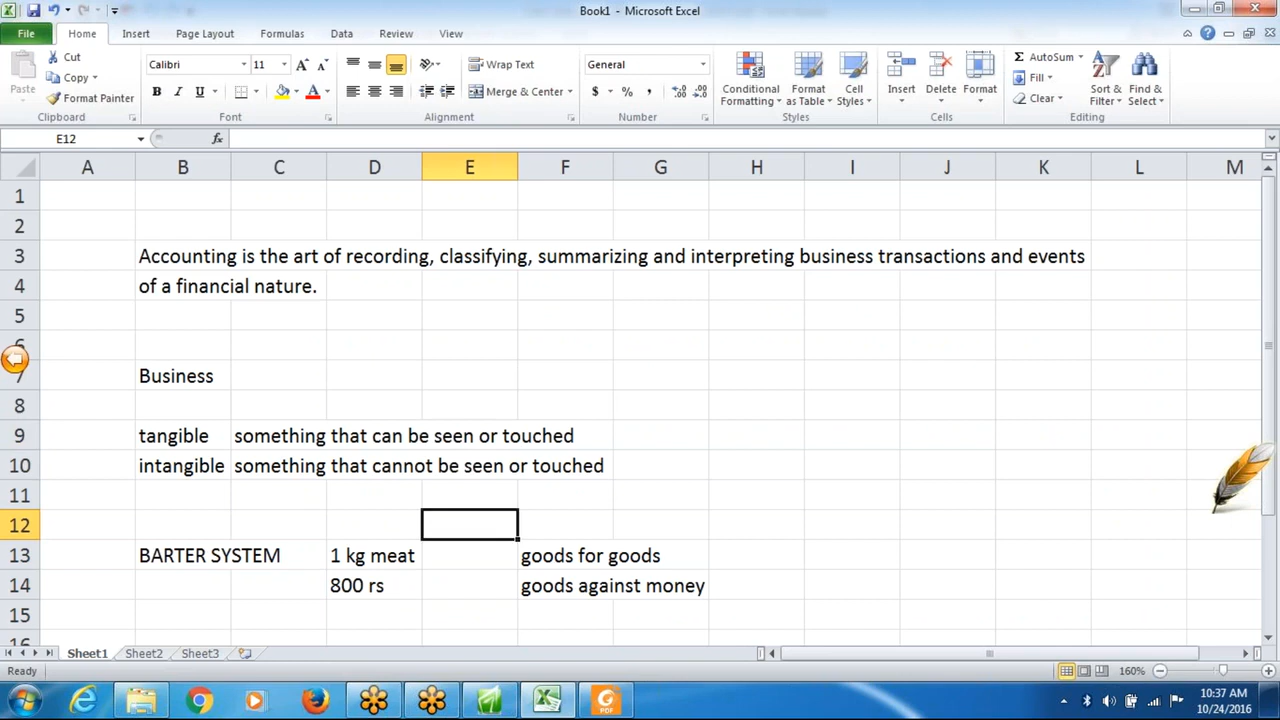 Book1 - Microsoft Excel
File Home Insert Page Layout Formulas Data Review View
Cut
Copy
Format Painter
Paste
Clipboard
Calibri 11
B I U
Font
Wrap Text
Merge & Center
Alignment
General
$ % ,
Number
Conditional Formatting
Format as Table
Cell Styles
Styles
Insert Delete Format
Cells
AutoSum
Fill
Clear
Sort & Filter
Find & Select
Editing
E12 fx
A B C D E F G H I J K L M
1
2
3 Accounting is the art of recording, classifying, summarizing and interpreting business transactions and events
4 of a financial nature.
5
6
7 Business
8
9 tangible something that can be seen or touched
10 intangible something that cannot be seen or touched
11
12
13 BARTER SYSTEM 1 kg meat goods for goods
14 800 rs goods against money
15
16
Sheet1 Sheet2 Sheet3
Ready 160%
PDF
10:37 AM
10/24/2016